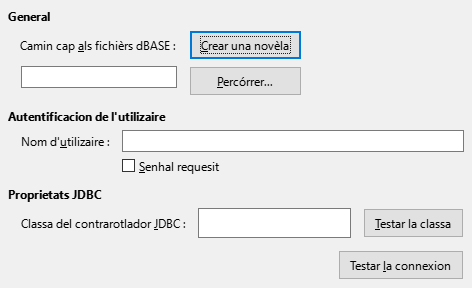 General
Camin cap als fichièrs dBASE :
Crear una novèla
Percórrer...
Autentificacion de l'utilizaire
Nom d'utilizaire :
Senhal requesit
Proprietats JDBC
Classa del contrarotlador JDBC :
Testar la classa
Testar la connexion